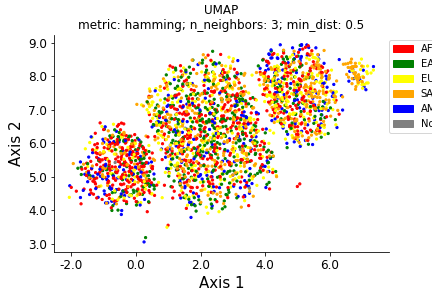 UMAP
metric: hamming; n_neighbors: 3; min_dist: 0.5
9.0
8.0
7.0
6.0
5.0
4.0
3.0
Axis 2
-2.0 0.0 2.0 4.0 6.0
Axis 1
AF
EA
EU
SA
AM
No